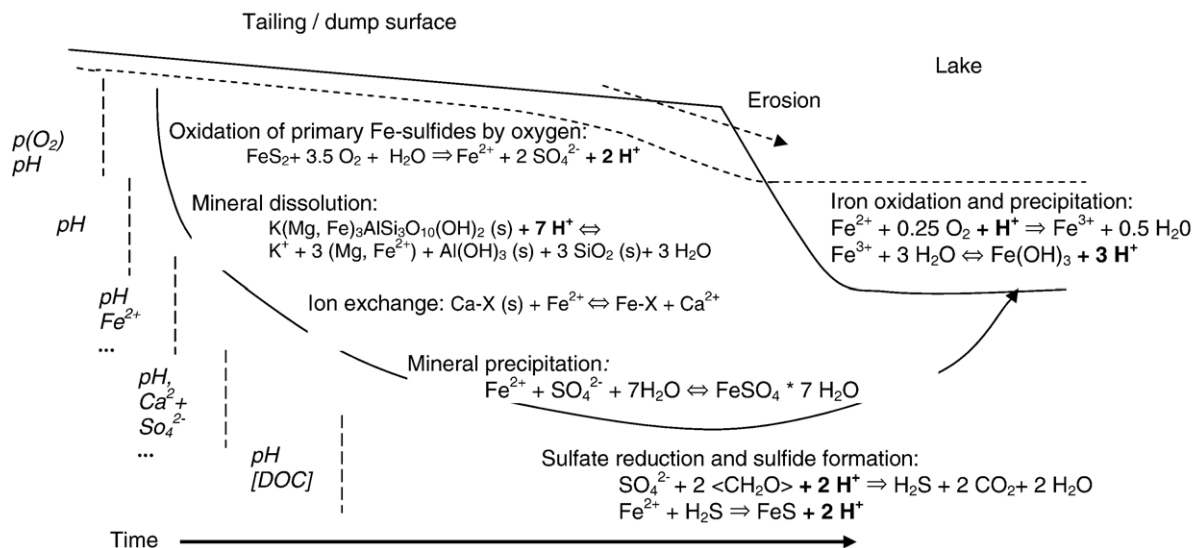 Tailing / dump surface
Lake
Erosion
p(O₂)
pH
Oxidation of primary Fe-sulfides by oxygen:
FeS₂+ 3.5 O₂ + H₂O ⇒ Fe²⁺ + 2 SO₄²⁻ + 2 H⁺
pH
Mineral dissolution:
K(Mg, Fe)₃AlSi₃O₁₀(OH)₂ (s) + 7 H⁺ ⇔
K⁺ + 3 (Mg, Fe²⁺) + Al(OH)₃ (s) + 3 SiO₂ (s)+ 3 H₂O
Iron oxidation and precipitation:
Fe²⁺ + 0.25 O₂ + H⁺ ⇒ Fe³⁺ + 0.5 H₂0
Fe³⁺ + 3 H₂O ⇔ Fe(OH)₃ + 3 H⁺
pH
Fe²⁺
...
Ion exchange: Ca-X (s) + Fe²⁺ ⇔ Fe-X + Ca²⁺
pH,
Ca²+
So₄²⁻
...
Mineral precipitation:
Fe²⁺ + SO₄²⁻ + 7H₂O ⇔ FeSO₄ * 7 H₂O
pH
[DOC]
Sulfate reduction and sulfide formation:
SO₄²⁻ + 2 <CH₂O> + 2 H⁺ ⇒ H₂S + 2 CO₂+ 2 H₂O
Fe²⁺ + H₂S ⇒ FeS + 2 H⁺
Time